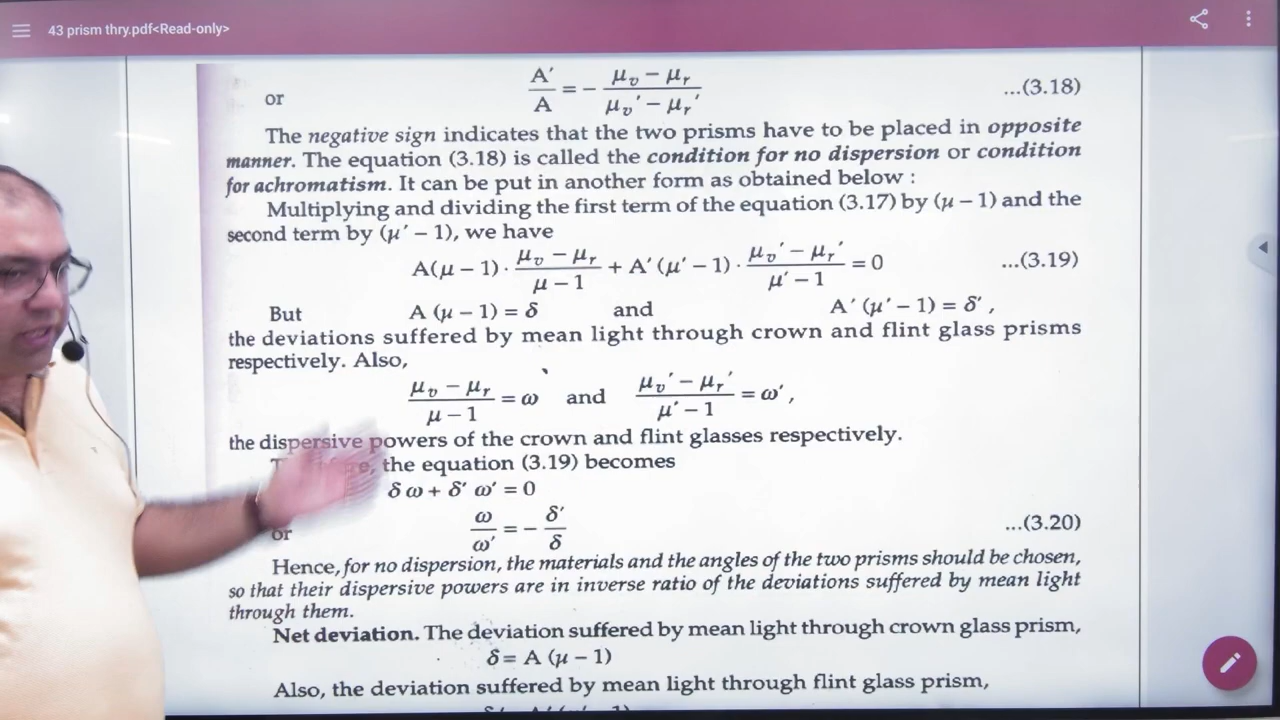 43 prism thry.pdf<Read-only>
or A'/A = − (μv − μr)/(μv' − μr') ...(3.18)
The negative sign indicates that the two prisms have to be placed in opposite
manner. The equation (3.18) is called the condition for no dispersion or condition
for achromatism. It can be put in another form as obtained below :
Multiplying and dividing the first term of the equation (3.17) by (μ − 1) and the
second term by (μ' − 1), we have
A(μ − 1) · (μv − μr)/(μ − 1) + A' (μ' − 1) · (μv' − μr')/(μ' − 1) = 0 ...(3.19)
But A (μ − 1) = δ and A' (μ' − 1) = δ' ,
the deviations suffered by mean light through crown and flint glass prisms
respectively. Also,
(μv − μr)/(μ − 1) = ω and (μv' − μr')/(μ' − 1) = ω' ,
the dispersive powers of the crown and flint glasses respectively.
the equation (3.19) becomes
δ ω + δ' ω' = 0
or ω/ω' = − δ'/δ ...(3.20)
Hence, for no dispersion, the materials and the angles of the two prisms should be chosen,
so that their dispersive powers are in inverse ratio of the deviations suffered by mean light
through them.
Net deviation. The deviation suffered by mean light through crown glass prism,
δ = A (μ − 1)
Also, the deviation suffered by mean light through flint glass prism,